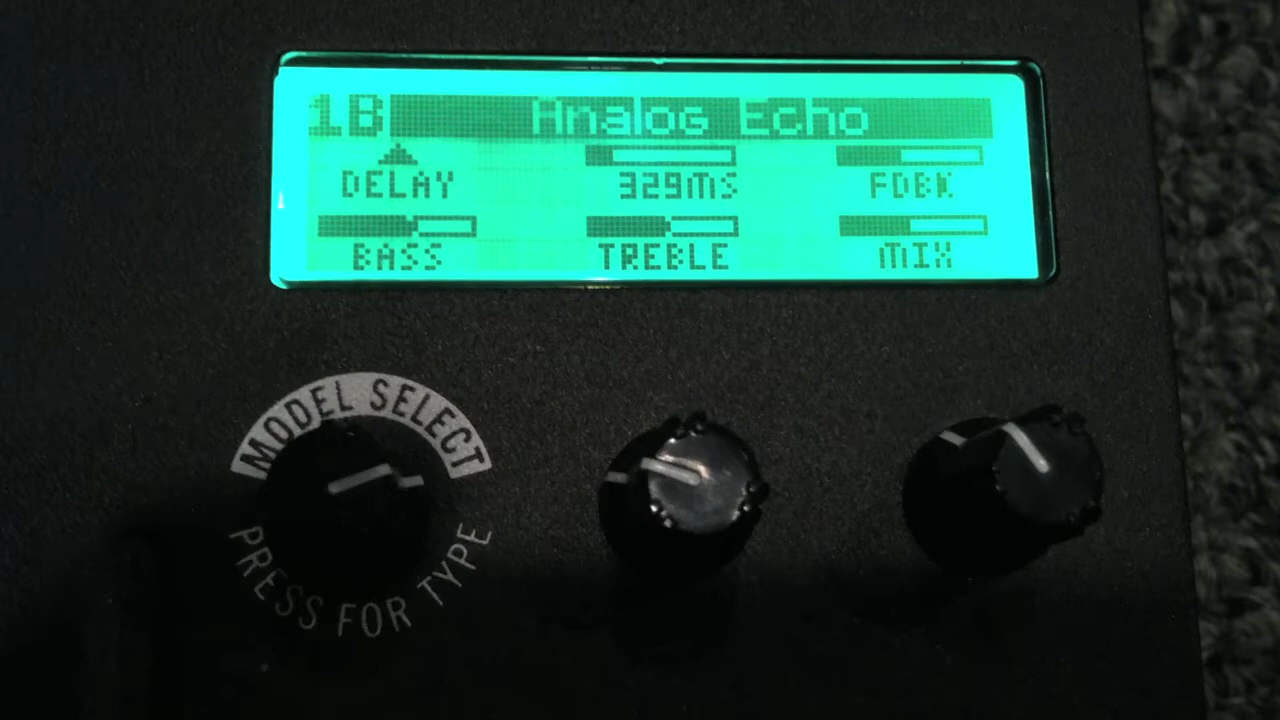 1B Analog Echo
DELAY 329MS FDBK
BASS TREBLE MIX
MODEL SELECT
PRESS FOR TYPE